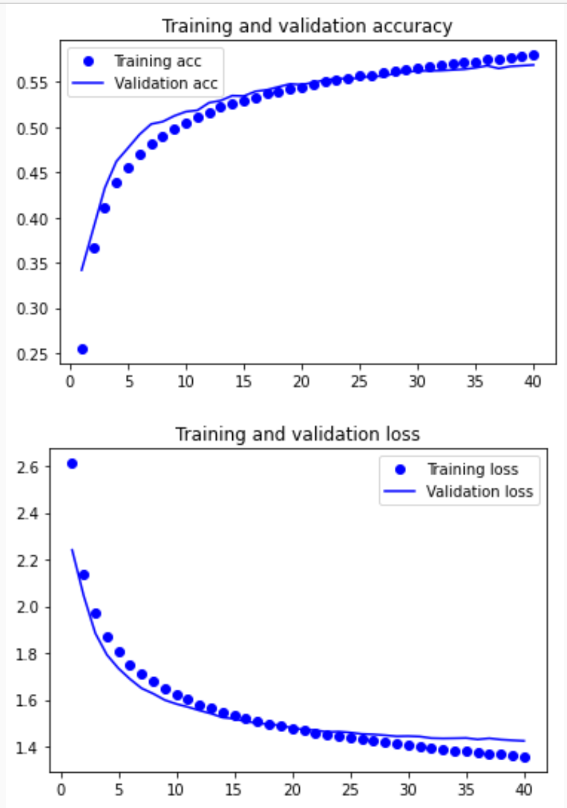 Training and validation accuracy
Training acc
Validation acc
0.55
0.50
0.45
0.40
0.35
0.30
0.25
0 5 10 15 20 25 30 35 40
Training and validation loss
Training loss
Validation loss
2.6
2.4
2.2
2.0
1.8
1.6
1.4
0 5 10 15 20 25 30 35 40